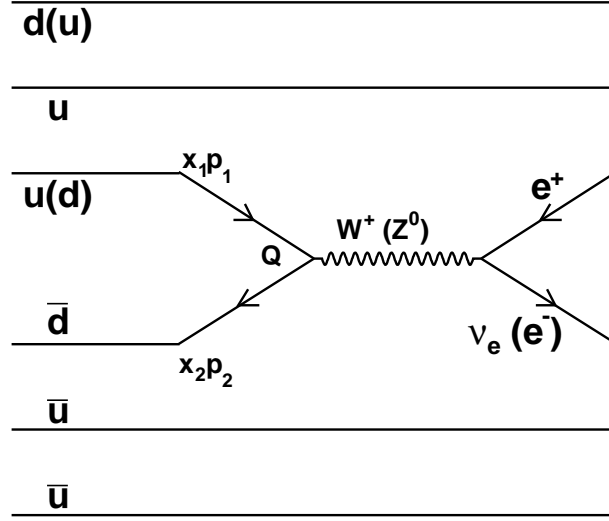 d(u)
u
x₁p₁
u(d)
e⁺
W⁺ (Z⁰)
Q
d̅
νₑ (e⁻)
x₂p₂
u̅
u̅